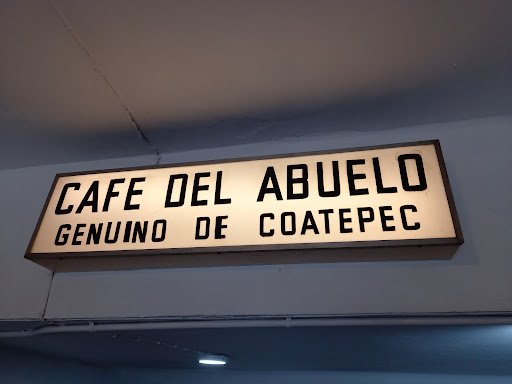 CAFE DEL ABUELO
GENUINO DE COATEPEC